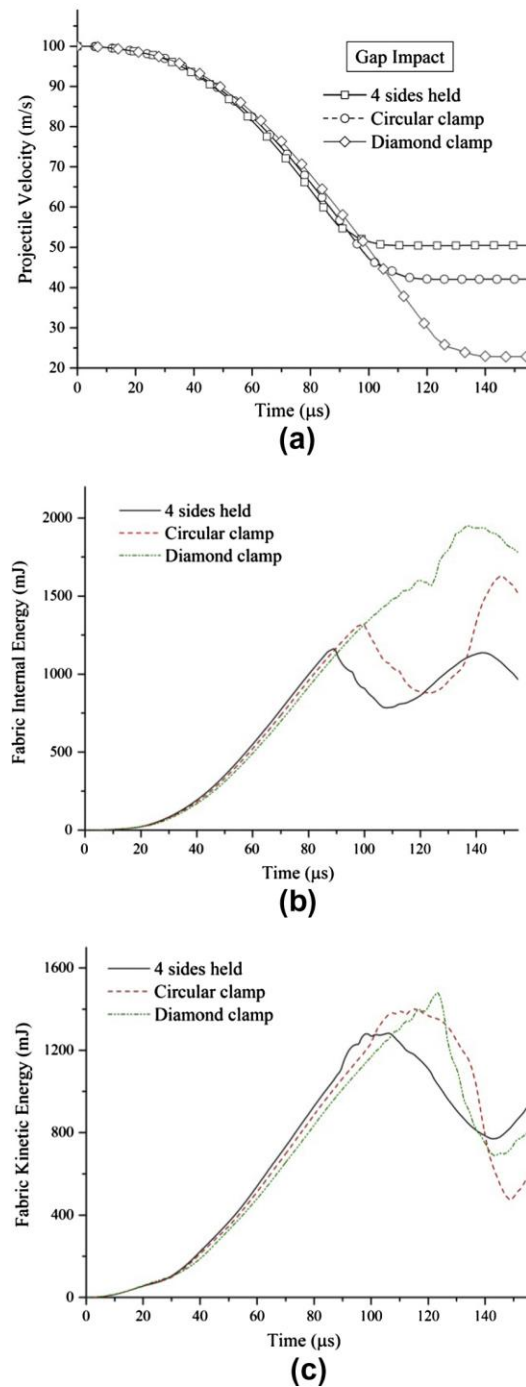 100
90
80
70
60
50
40
30
20
Projectile Velocity (m/s)
Gap Impact
4 sides held
Circular clamp
Diamond clamp
0 20 40 60 80 100 120 140
Time (μs)
(a)
2000
1500
1000
500
0
Fabric Internal Energy (mJ)
4 sides held
Circular clamp
Diamond clamp
0 20 40 60 80 100 120 140
Time (μs)
(b)
1600
1200
800
400
0
Fabric Kinetic Energy (mJ)
4 sides held
Circular clamp
Diamond clamp
0 20 40 60 80 100 120 140
Time (μs)
(c)